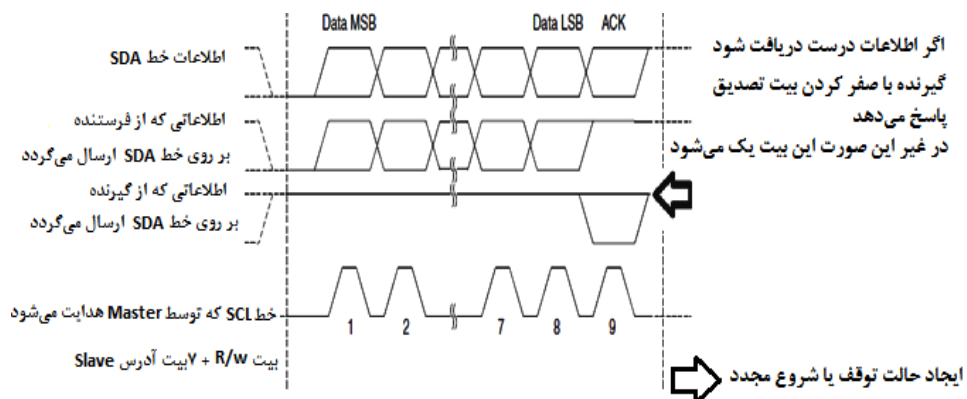 Data MSB Data LSB ACK
اطلاعات خط SDA
اگر اطلاعات درست دریافت شود
گیرنده با صفر کردن بیت تصدیق
پاسخ می‌دهد
در غیر این صورت این بیت یک می‌شود
اطلاعاتی که از فرستنده
بر روی خط SDA ارسال می‌گردد
اطلاعاتی که از گیرنده
بر روی خط SDA ارسال می‌گردد
خط SCL که توسط Master هدایت می‌شود
1 2 7 8 9
بیت R/w + ۷بیت آدرس Slave
ایجاد حالت توقف یا شروع مجدد